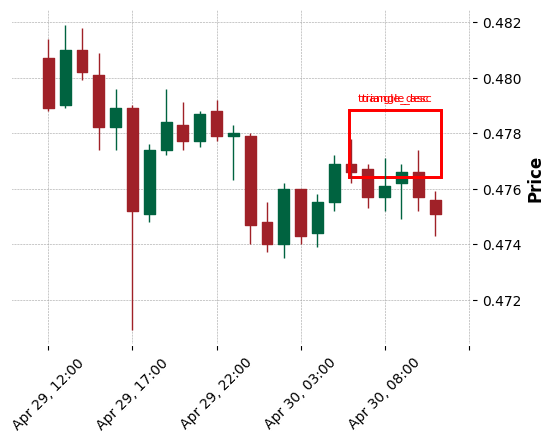 0.482
0.480
triangle_desc
0.478
0.476
0.474
0.472
Price
Apr 29, 12:00
Apr 29, 17:00
Apr 29, 22:00
Apr 30, 03:00
Apr 30, 08:00